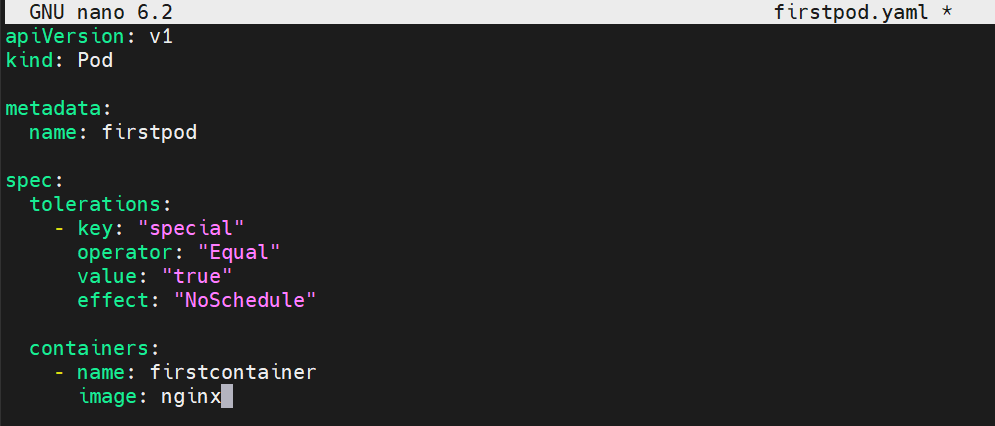 GNU nano 6.2 firstpod.yaml *
apiVersion: v1
kind: Pod
metadata:
  name: firstpod
spec:
  tolerations:
    - key: "special"
      operator: "Equal"
      value: "true"
      effect: "NoSchedule"
  containers:
    - name: firstcontainer
      image: nginx